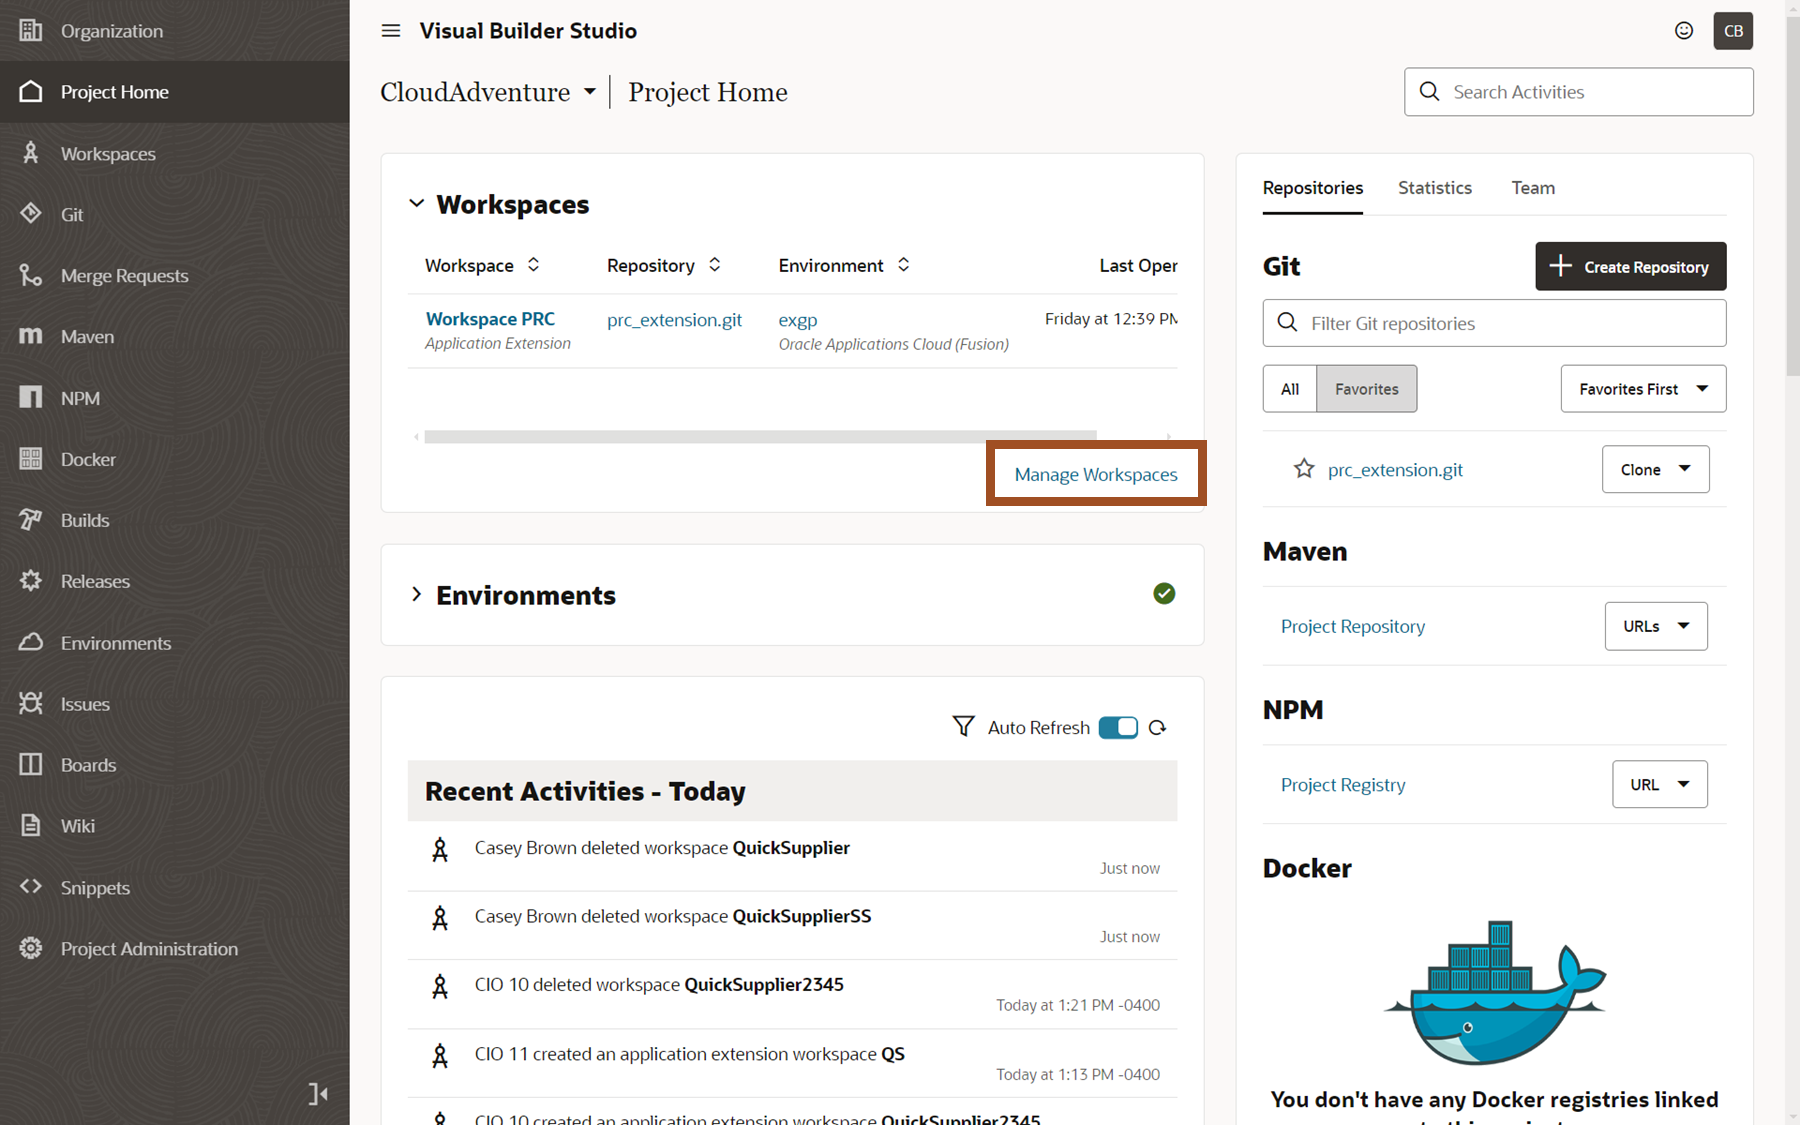 Organization
Project Home
Workspaces
Git
Merge Requests
Maven
NPM
Docker
Builds
Releases
Environments
Issues
Boards
Wiki
Snippets
Project Administration
Visual Builder Studio
CB
CloudAdventure
Project Home
Search Activities
Workspaces
Workspace Repository Environment Last Oper
Workspace PRC prc_extension.git exgp Friday at 12:39 PM
Application Extension Oracle Applications Cloud (Fusion)
Manage Workspaces
Environments
Auto Refresh
Recent Activities - Today
Casey Brown deleted workspace QuickSupplier
Just now
Casey Brown deleted workspace QuickSupplierSS
Just now
CIO 10 deleted workspace QuickSupplier2345
Today at 1:21 PM -0400
CIO 11 created an application extension workspace QS
Today at 1:13 PM -0400
CIO 10 created an application extension workspace QuickSupplier2345
Repositories Statistics Team
Git
Create Repository
Filter Git repositories
All Favorites Favorites First
prc_extension.git Clone
Maven
Project Repository URLs
NPM
Project Registry URL
Docker
You don't have any Docker registries linked